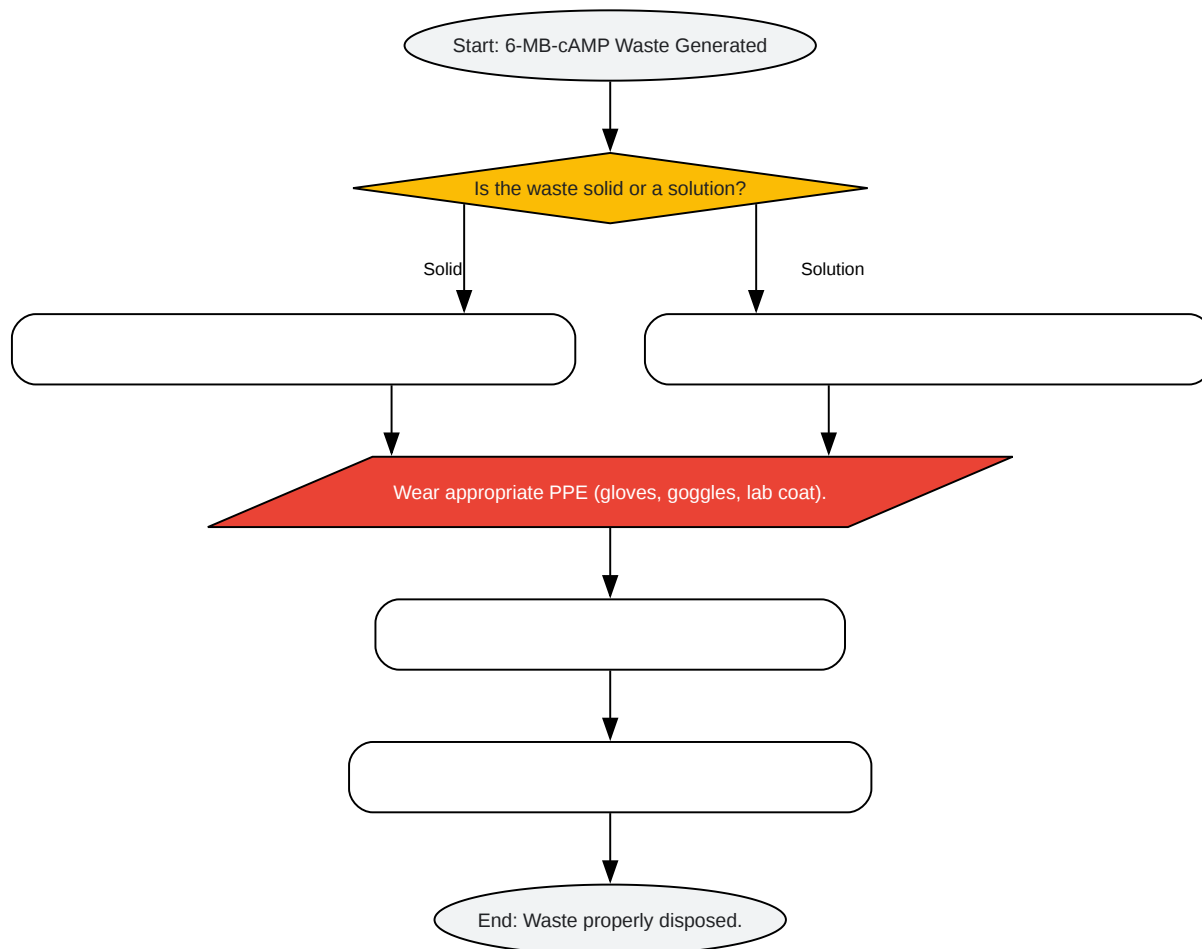 Start: 6-MB-cAMP Waste Generated
Is the waste solid or a solution?
Solid
Solution
Wear appropriate PPE (gloves, goggles, lab coat).
End: Waste properly disposed.